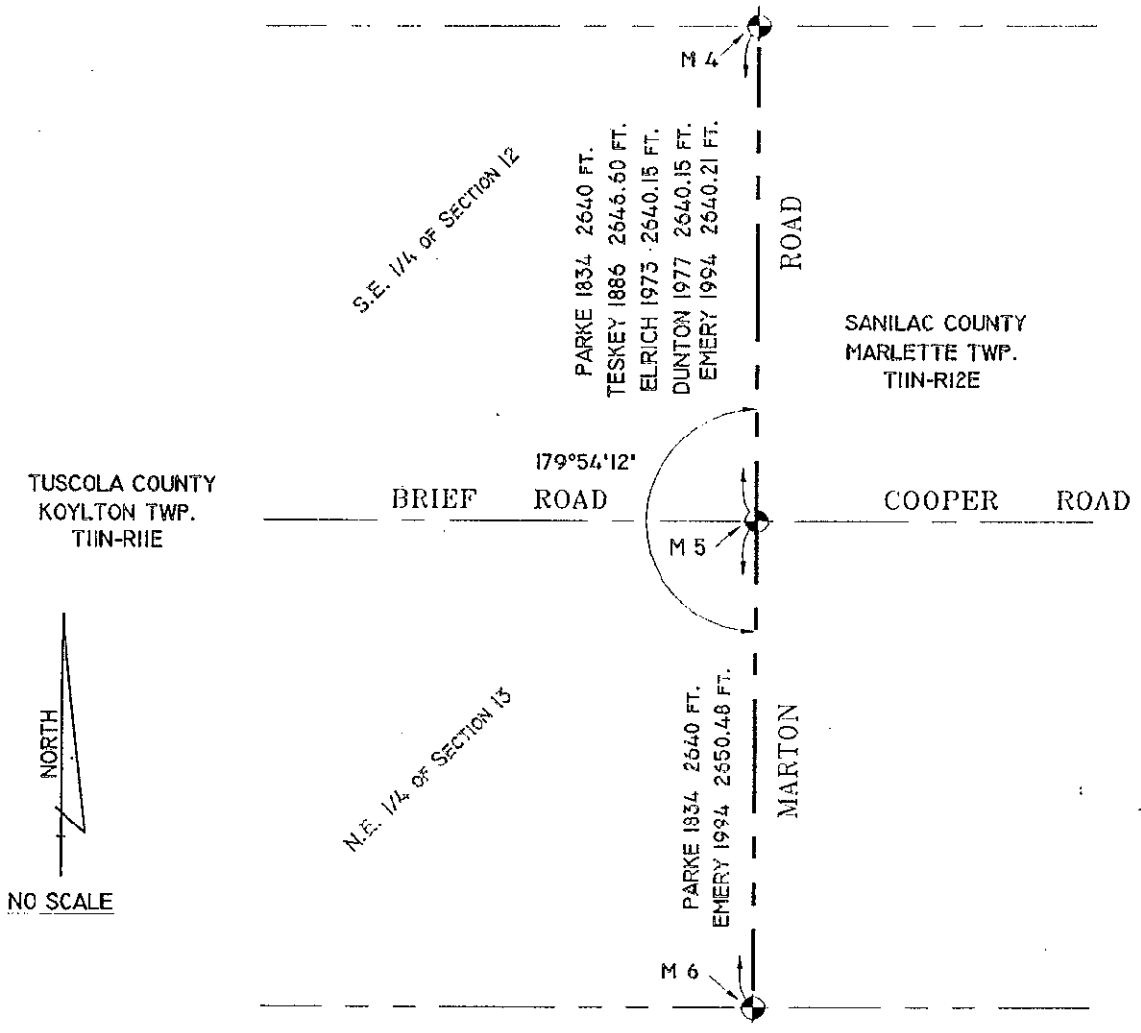 M 4
S.E. 1/4 OF SECTION 12
PARKE 1834 2640 FT.
TESKEY 1886 2646.60 FT.
ELRICH 1973 2640.15 FT.
DUNTON 1977 2640.15 FT.
EMERY 1994 2640.21 FT.
ROAD
SANILAC COUNTY
MARLETTE TWP.
T11N-R12E
179°54'12"
TUSCOLA COUNTY
KOYLTON TWP.
T11N-R11E
BRIEF ROAD
COOPER ROAD
M 5
NORTH
NO SCALE
N.E. 1/4 OF SECTION 13
PARKE 1834 2640 FT.
EMERY 1994 2650.48 FT.
MARTON
M 6